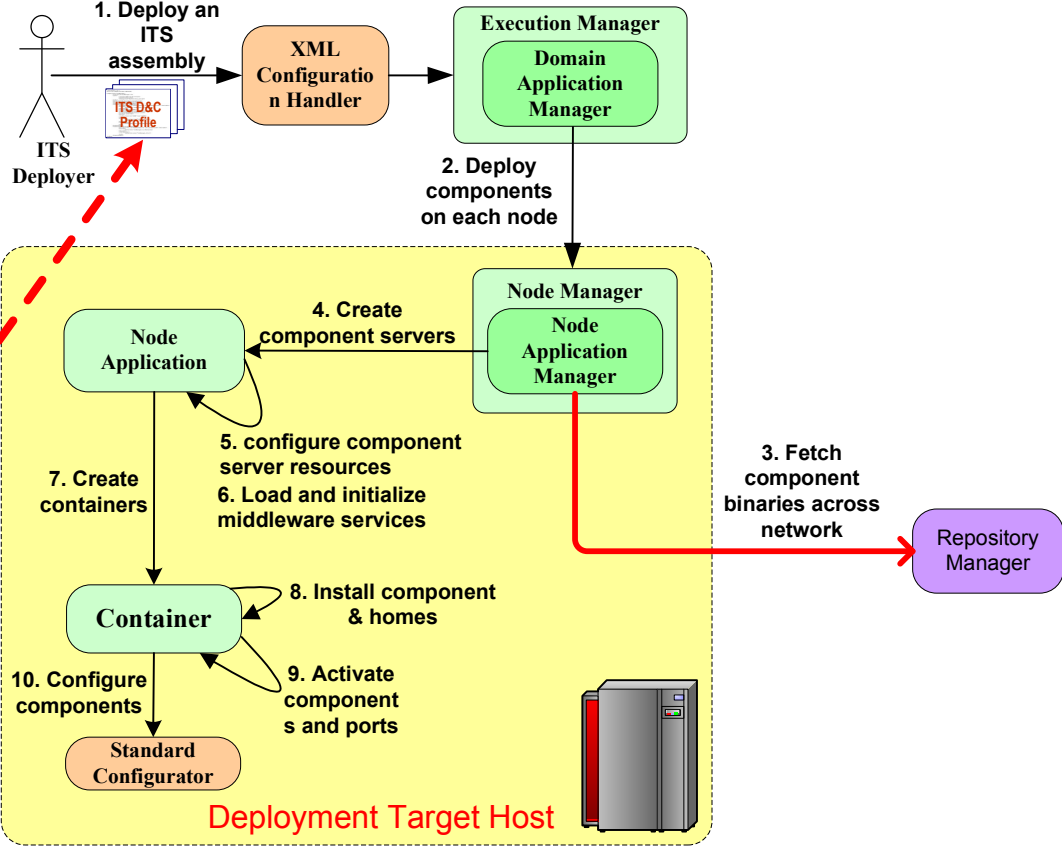 1. Deploy an
ITS
assembly
ITS D&C
Profile
ITS
Deployer
XML
Configuratio
n Handler
Execution Manager
Domain
Application
Manager
2. Deploy
components
on each node
Node Manager
Node
Application
Manager
4. Create
component servers
Node
Application
5. configure component
server resources
6. Load and initialize
middleware services
3. Fetch
component
binaries across
network
Repository
Manager
7. Create
containers
Container
8. Install component
& homes
9. Activate
component
s and ports
10. Configure
components
Standard
Configurator
Deployment Target Host